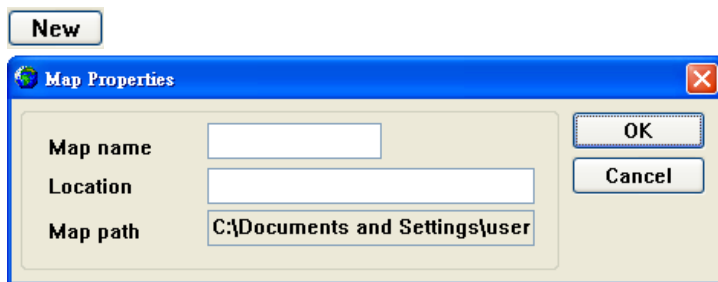 New
Map Properties
Map name
OK
Location
Cancel
Map path
C:\Documents and Settings\user